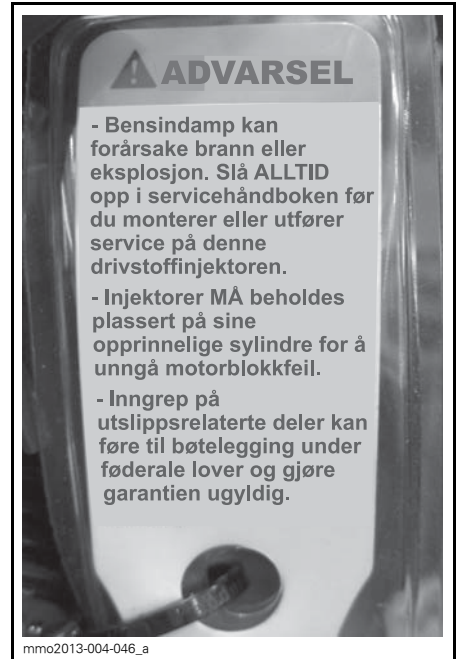 ADVARSEL
- Bensindamp kan
forårsake brann eller
eksplosjon. Slå ALLTID
opp i servicehåndboken før
du monterer eller utfører
service på denne
drivstoffinjektoren.
- Injektorer MÅ beholdes
plassert på sine
opprinnelige sylindre for å
unngå motorblokkfeil.
- Inngrep på
utslippsrelaterte deler kan
føre til bøtelegging under
føderale lover og gjøre
garantien ugyldig.
mmo2013-004-046_a